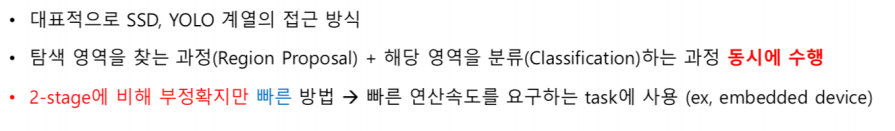 • 대표적으로 SSD, YOLO 계열의 접근 방식
• 탐색 영역을 찾는 과정(Region Proposal) + 해당 영역을 분류(Classification)하는 과정 동시에 수행
• 2-stage에 비해 부정확지만 빠른 방법 → 빠른 연산속도를 요구하는 task에 사용 (ex, embedded device)